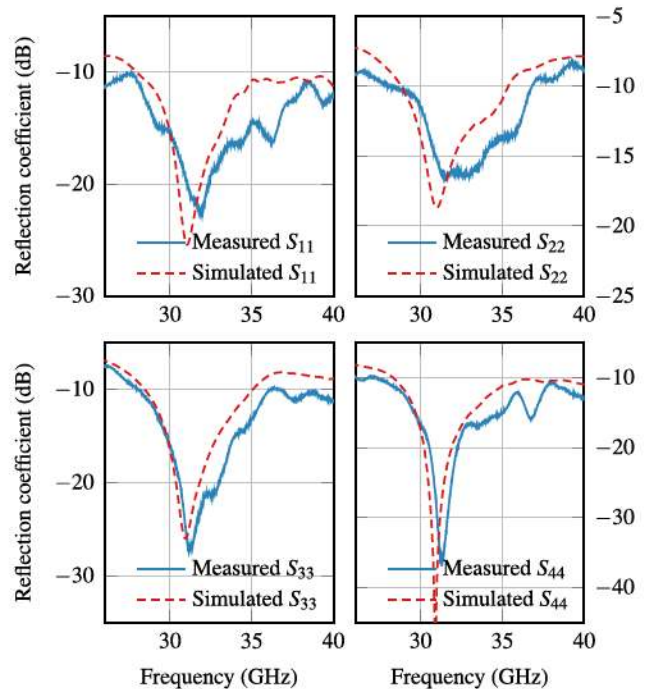 Reflection coefficient (dB)
−10
−20
−30
30
35
40
Measured S11
Simulated S11
−5
−10
−15
−20
−25
30
35
40
Measured S22
Simulated S22
Reflection coefficient (dB)
−10
−20
−30
30
35
40
Measured S33
Simulated S33
Frequency (GHz)
−10
−20
−30
−40
30
35
40
Measured S44
Simulated S44
Frequency (GHz)